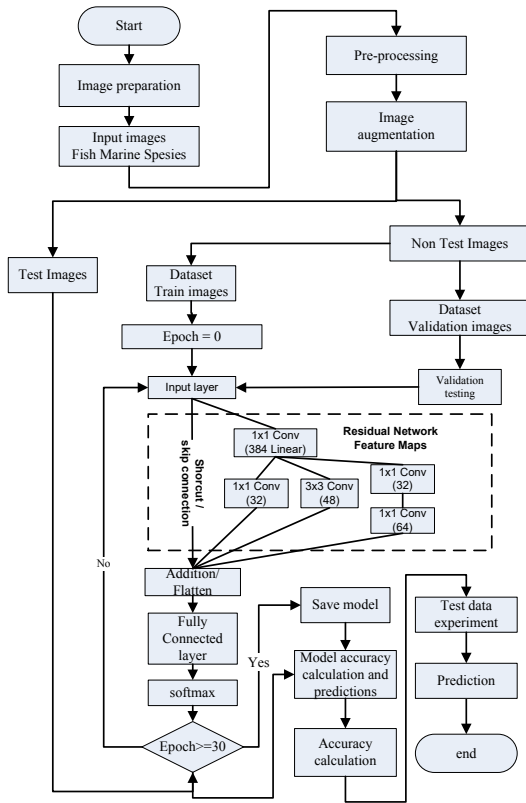 Start
Image preparation
Input images
Fish Marine Spesies
Pre-processing
Image
augmentation
Test Images
Non Test Images
Dataset
Train images
Dataset
Validation images
Epoch = 0
Validation
testing
Input layer
Residual Network
Feature Maps
Shorcut /
skip connection
1x1 Conv
(384 Linear)
1x1 Conv
(32)
3x3 Conv
(48)
1x1 Conv
(32)
1x1 Conv
(64)
No
Addition/
Flatten
Fully
Connected
layer
softmax
Epoch>=30
Yes
Save model
Model accuracy
calculation and
predictions
Accuracy
calculation
Test data
experiment
Prediction
end